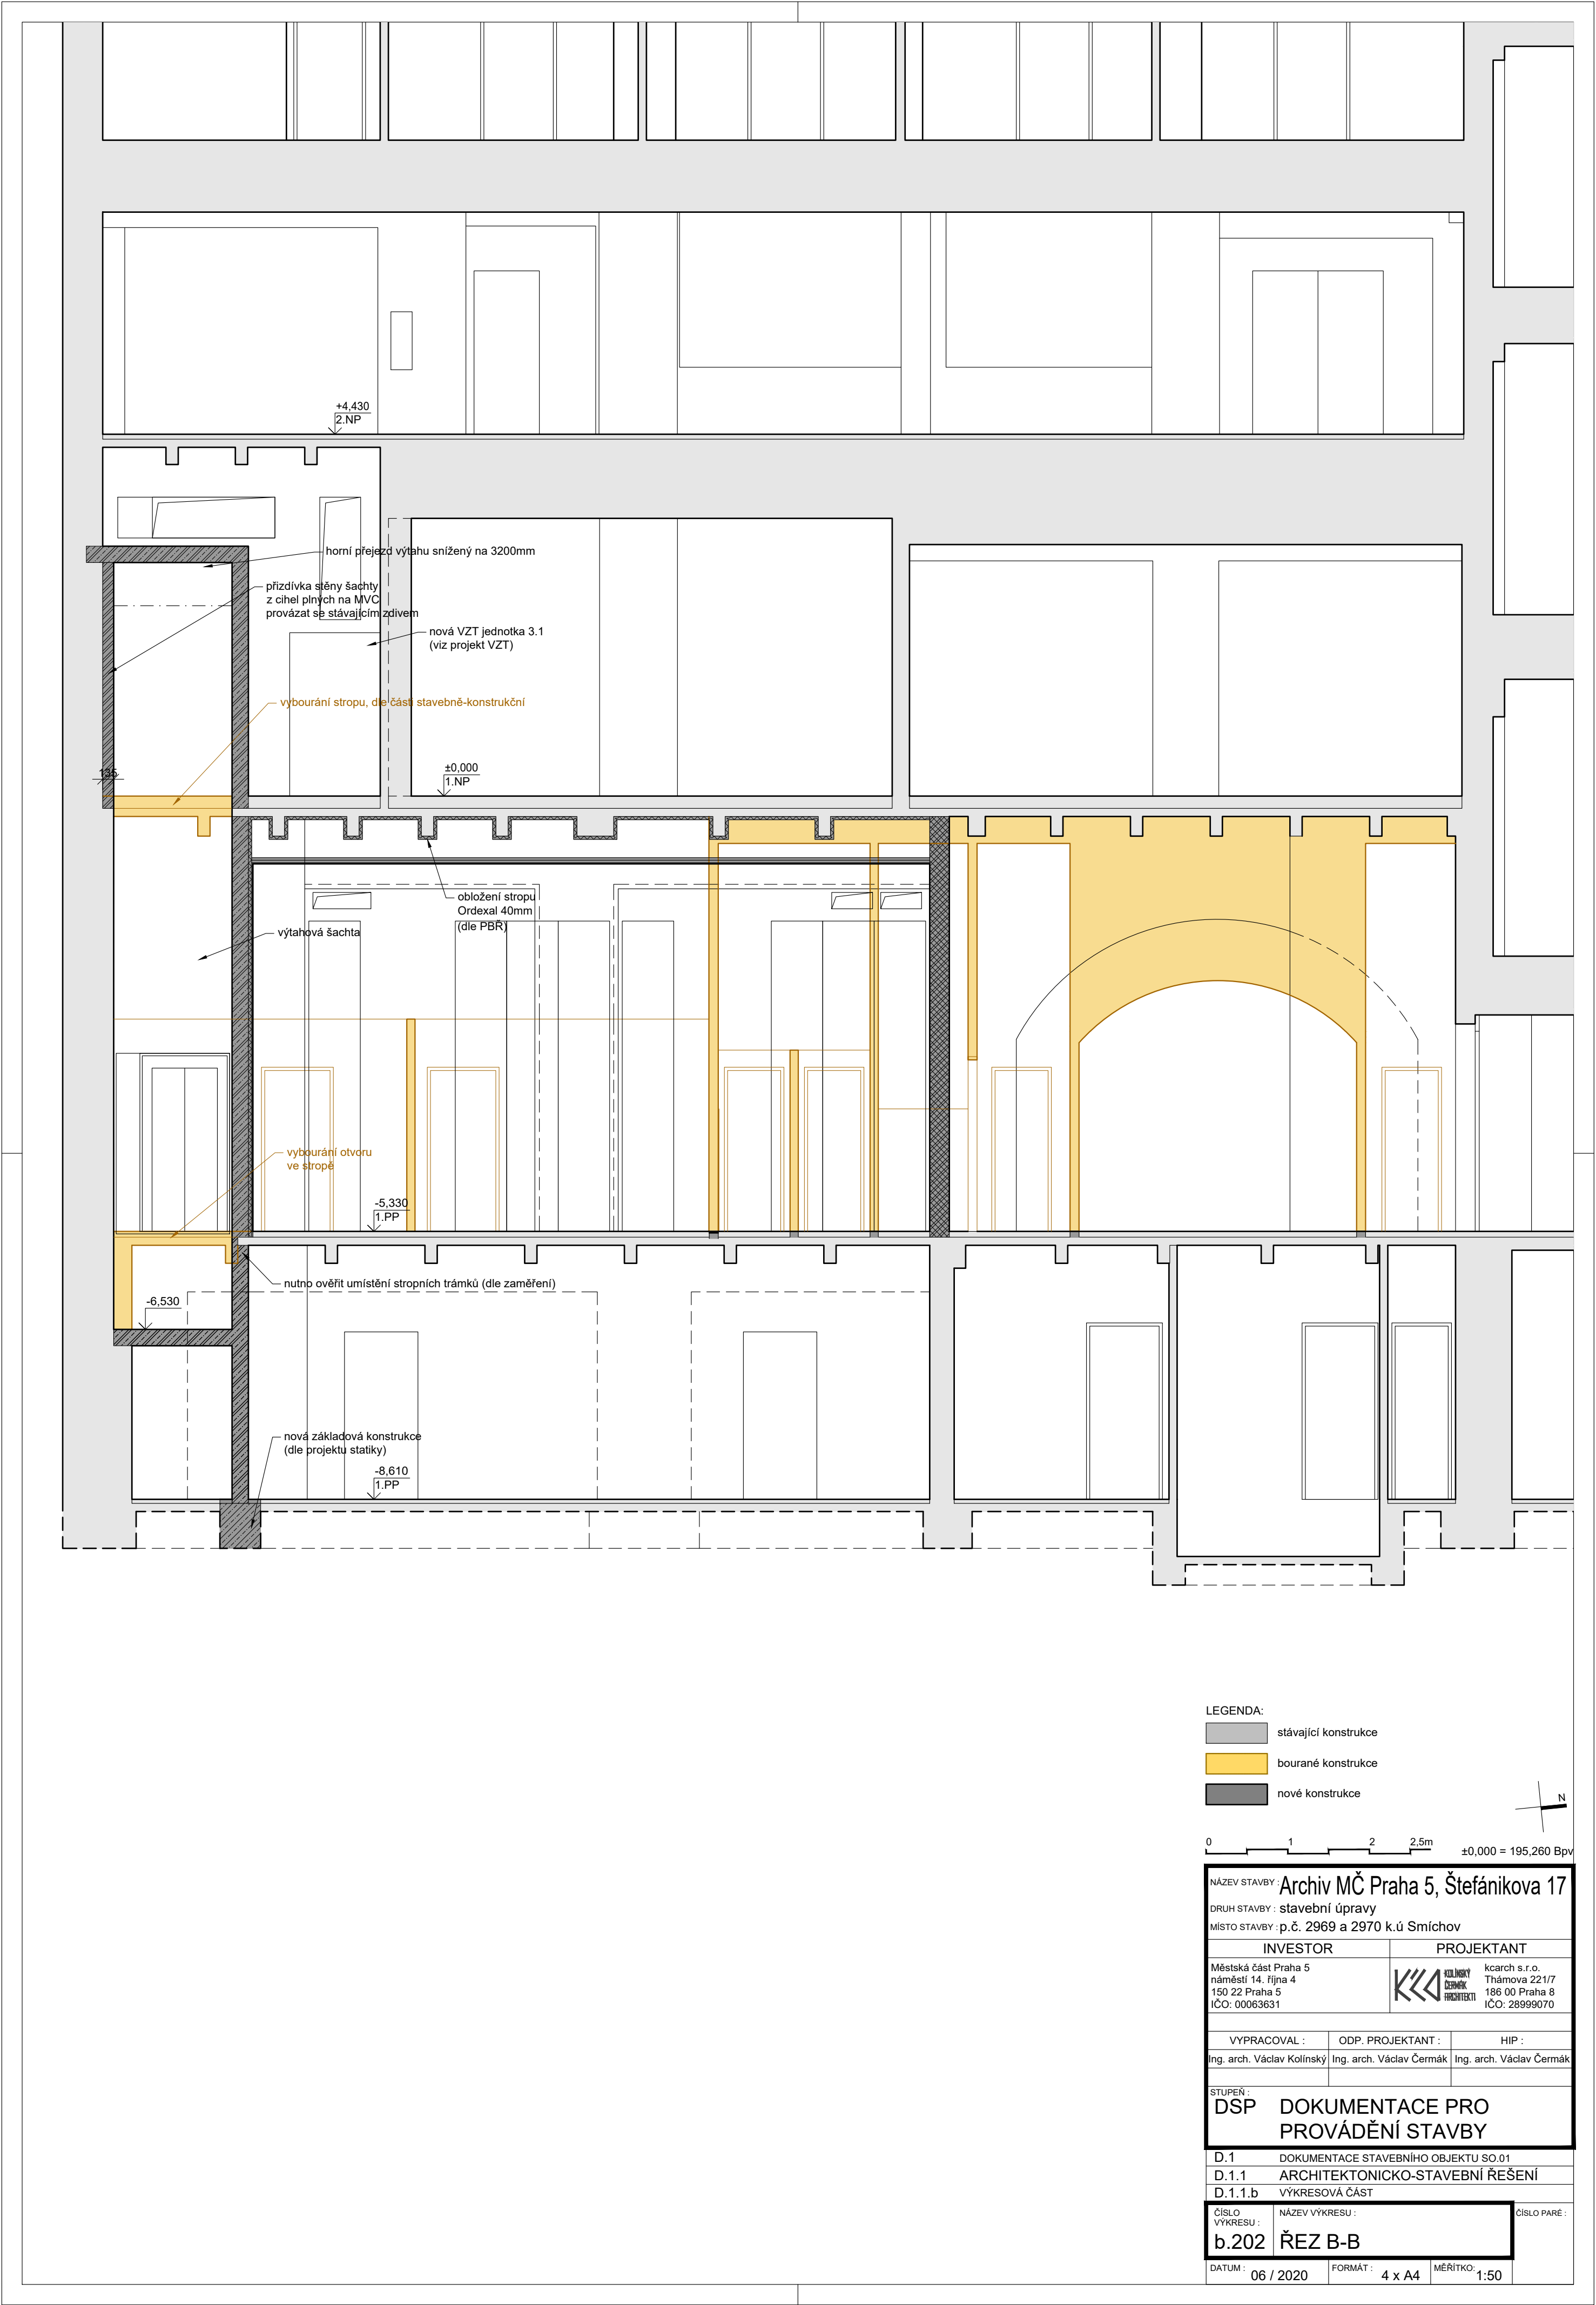 +4,430
2.NP
horní přejezd výtahu snížený na 3200mm
přizdívka stěny šachty
z cihel plných na MVC
provázat se stávajícím zdivem
nová VZT jednotka 3.1
(viz projekt VZT)
vybourání stropu, dle části stavebně-konstrukční
135
±0,000
1.NP
obložení stropu
Ordexal 40mm
(dle PBŘ)
výtahová šachta
vybourání otvoru
ve stropě
-5,330
1.PP
nutno ověřit umístění stropních trámků (dle zaměření)
-6,530
nová základová konstrukce
(dle projektu statiky)
-8,610
1.PP
LEGENDA:
stávající konstrukce
bourané konstrukce
nové konstrukce
N
0 1 2 2,5m
±0,000 = 195,260 Bpv
NÁZEV STAVBY : Archiv MČ Praha 5, Štefánikova 17
DRUH STAVBY : stavební úpravy
MÍSTO STAVBY : p.č. 2969 a 2970 k.ú Smíchov
INVESTOR PROJEKTANT
Městská část Praha 5
náměstí 14. října 4
150 22 Praha 5
IČO: 00063631
KOLÍNSKÝ
ČERMÁK
ARCHITEKTI
kcarch s.r.o.
Thámova 221/7
186 00 Praha 8
IČO: 28999070
VYPRACOVAL : ODP. PROJEKTANT : HIP :
Ing. arch. Václav Kolínský Ing. arch. Václav Čermák Ing. arch. Václav Čermák
STUPEŇ :
DSP DOKUMENTACE PRO
PROVÁDĚNÍ STAVBY
D.1 DOKUMENTACE STAVEBNÍHO OBJEKTU SO.01
D.1.1 ARCHITEKTONICKO-STAVEBNÍ ŘEŠENÍ
D.1.1.b VÝKRESOVÁ ČÁST
ČÍSLO
VÝKRESU :
b.202
NÁZEV VÝKRESU :
ŘEZ B-B
ČÍSLO PARÉ :
DATUM : 06 / 2020 FORMÁT : 4 x A4 MĚŘÍTKO: 1:50